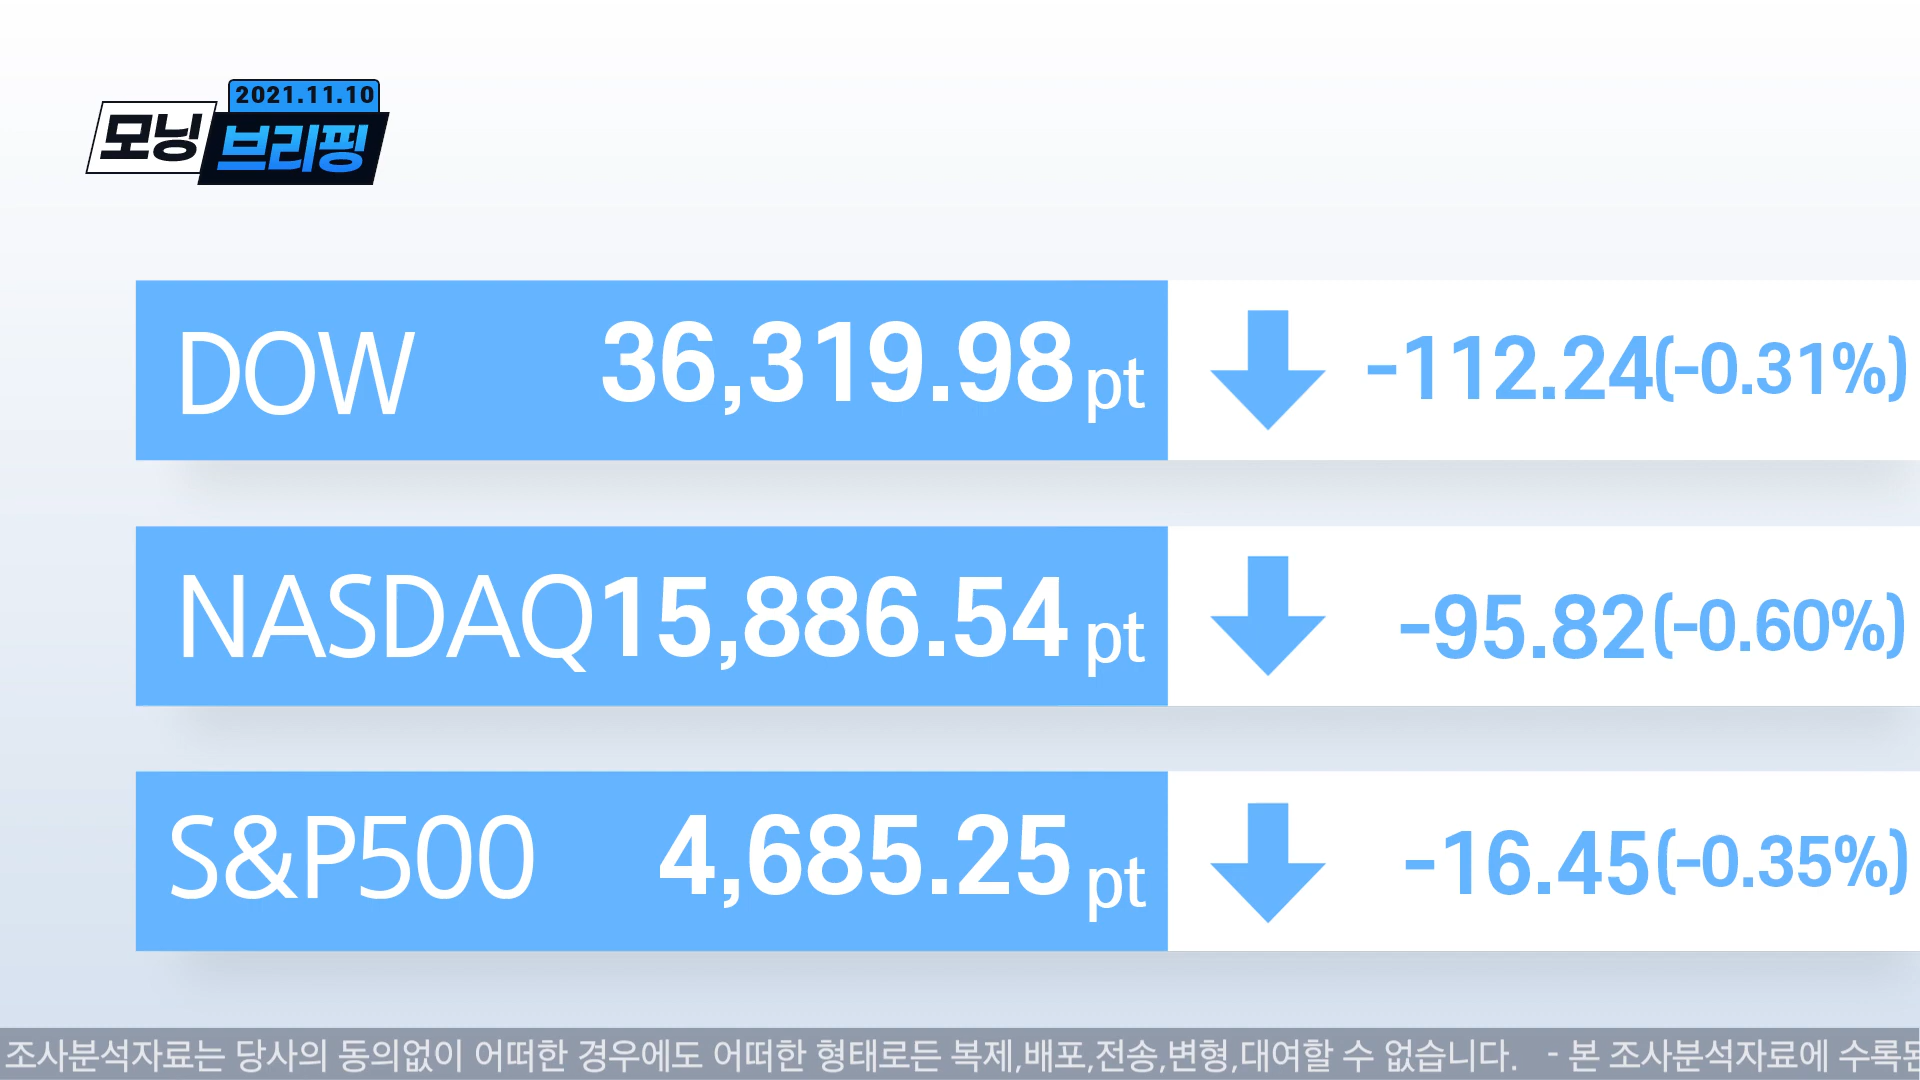 2021.11.10
모닝 브리핑
DOW 36,319.98 pt -112.24(-0.31%)
NASDAQ 15,886.54 pt -95.82(-0.60%)
S&P500 4,685.25 pt -16.45(-0.35%)
조사분석자료는 당사의 동의없이 어떠한 경우에도 어떠한 형태로든 복제,배포,전송,변형,대여할 수 없습니다. - 본 조사분석자료에 수록된